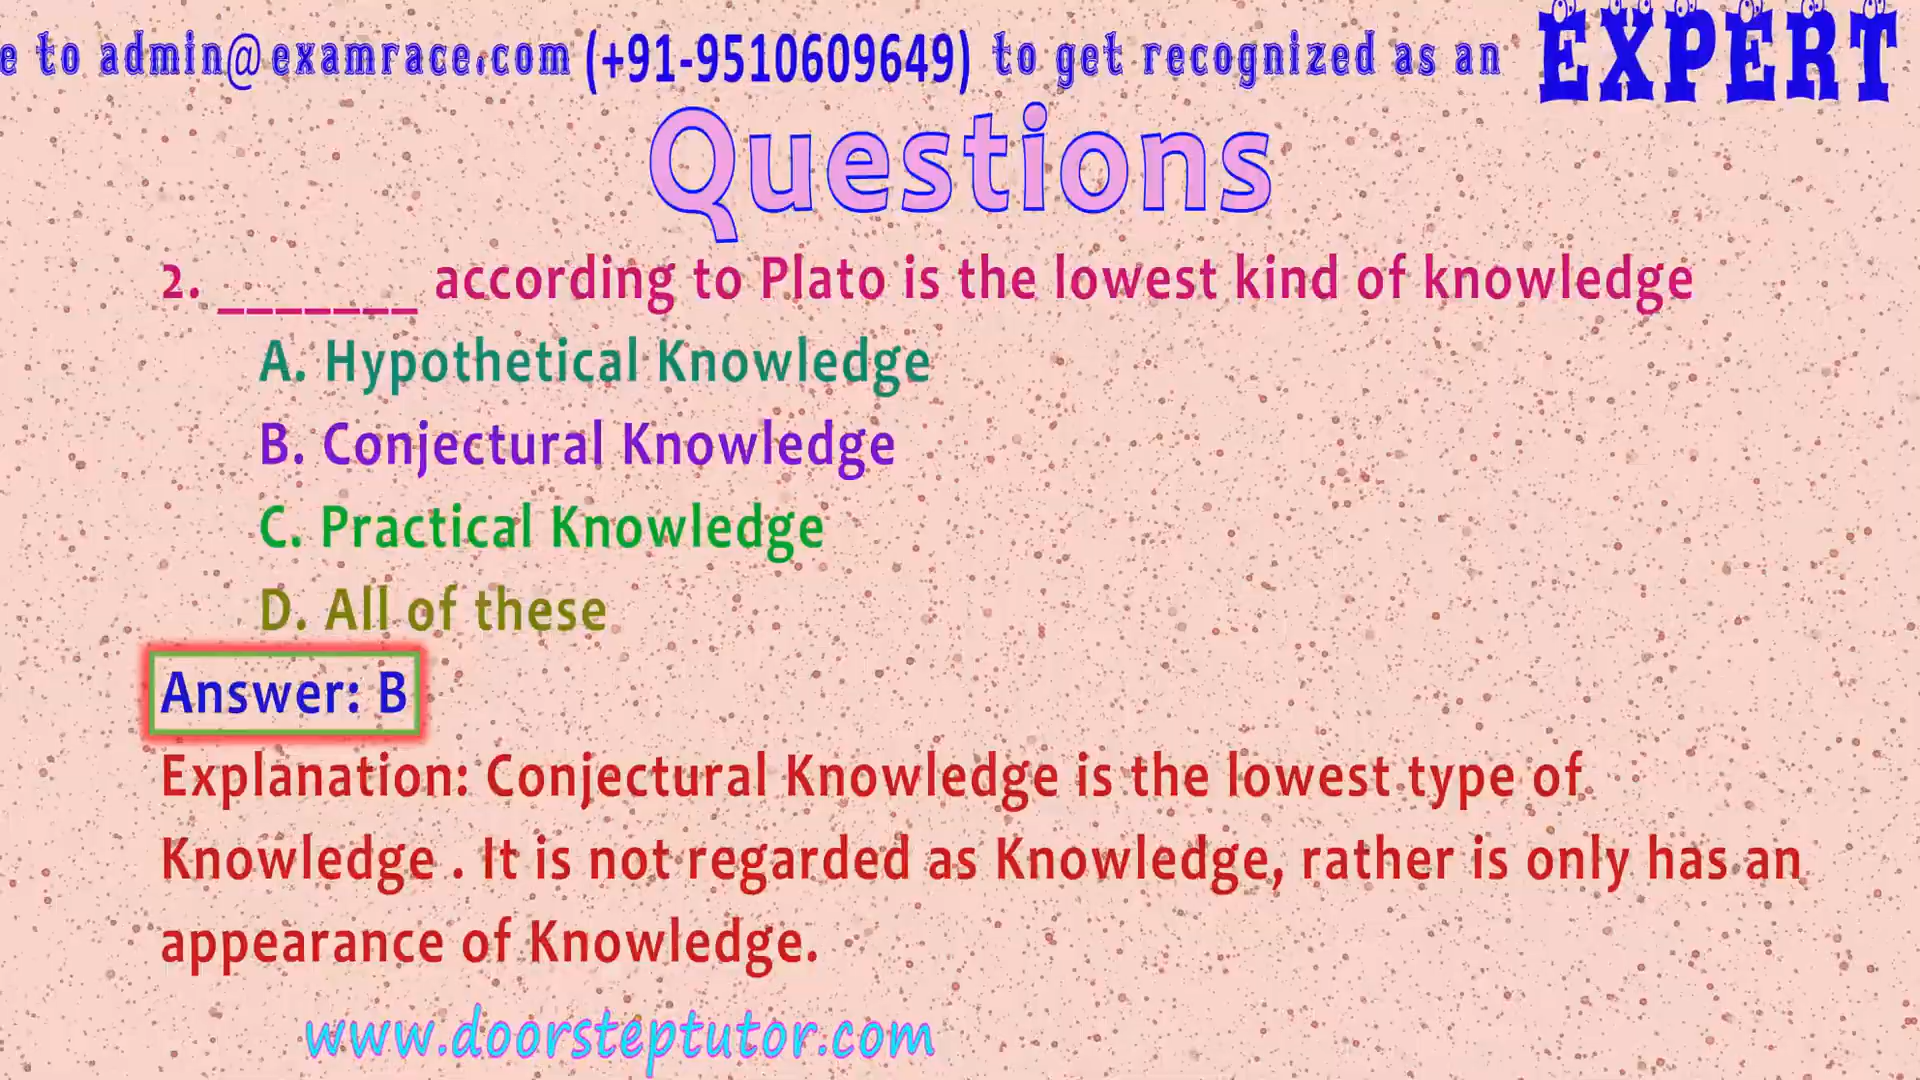 e to admin@examrace.com (+91-9510609649) to get recognized as an EXPERT
Questions
2. _______ according to Plato is the lowest kind of knowledge
A. Hypothetical Knowledge
B. Conjectural Knowledge
C. Practical Knowledge
D. All of these
Answer: B
Explanation: Conjectural Knowledge is the lowest type of
Knowledge . It is not regarded as Knowledge, rather is only has an
appearance of Knowledge.
www.doorsteptutor.com